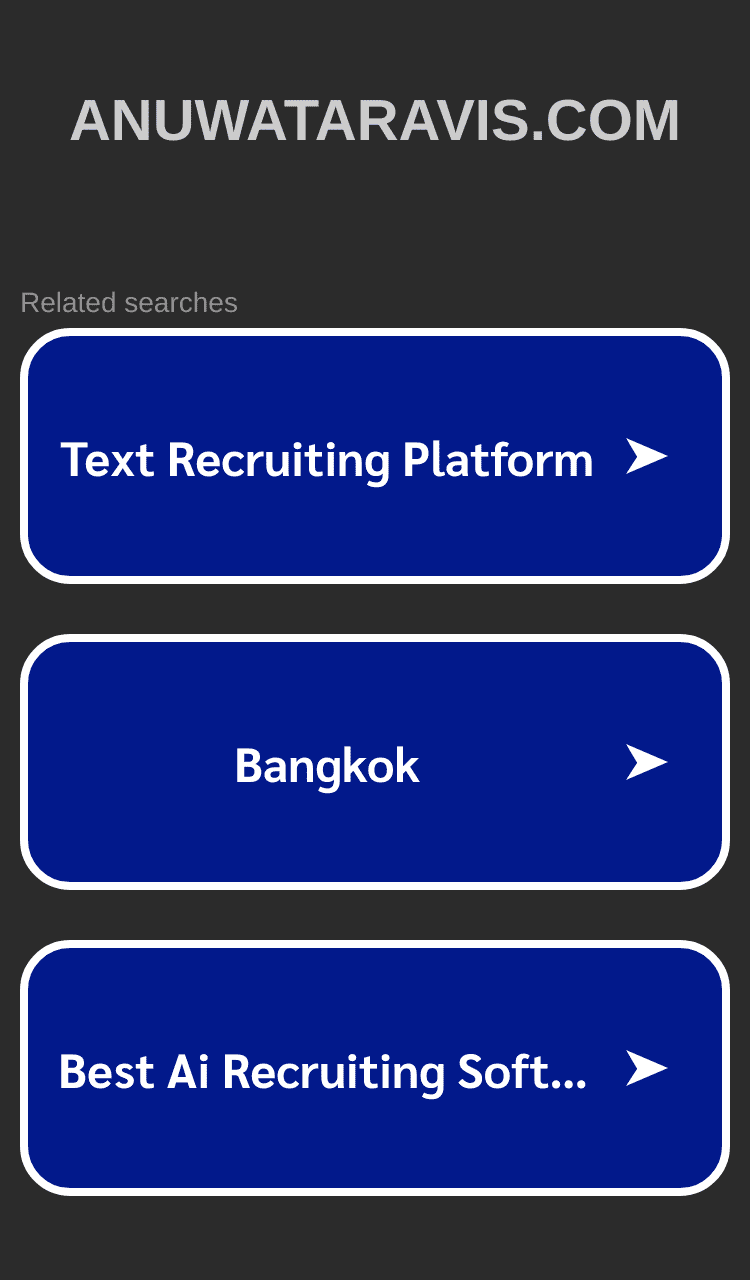 ANUWATARAVIS.COM
Related searches
Text Recruiting Platform
Bangkok
Best Ai Recruiting Soft...